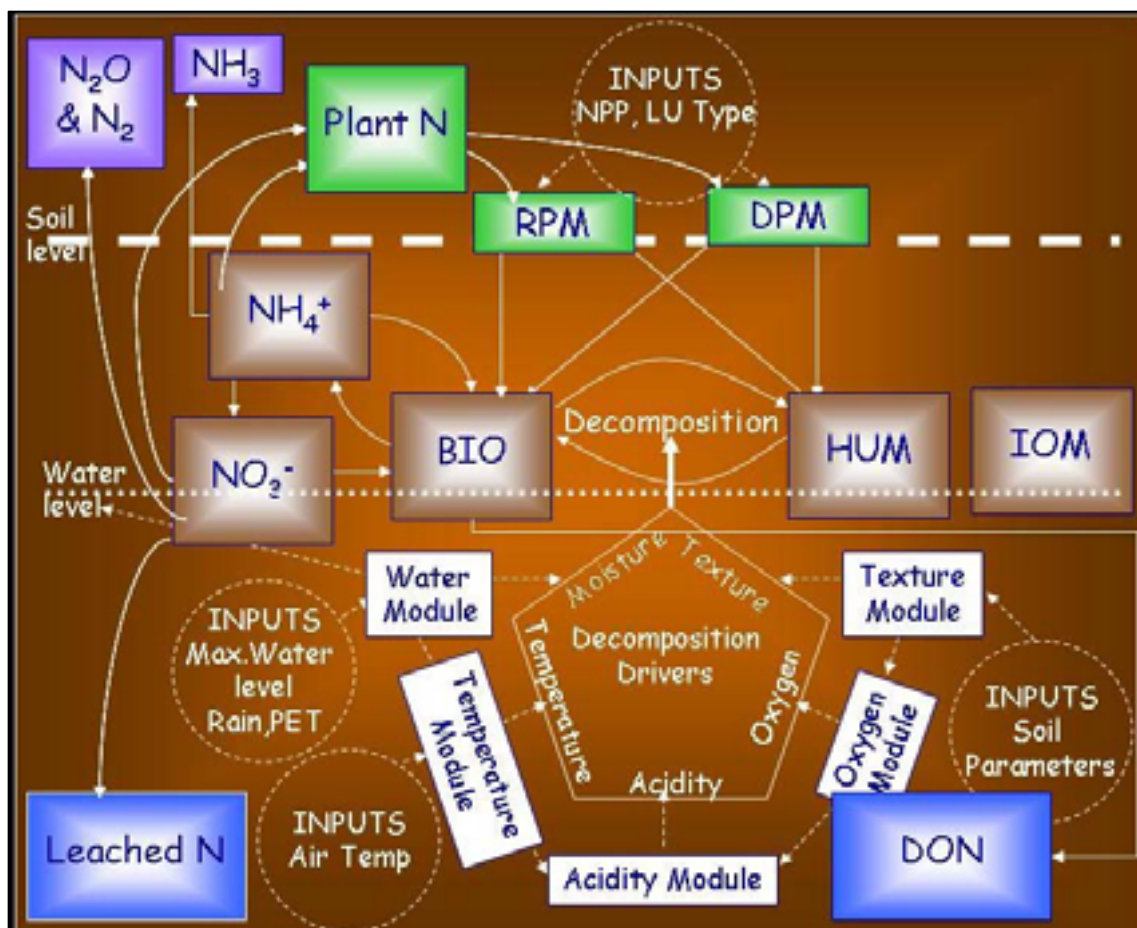 N₂O
& N₂
NH₃
Plant N
INPUTS
NPP, LU Type
RPM
DPM
Soil
level
NH₄⁺
Decomposition
BIO
HUM
IOM
NO₂⁻
Water
level
Water
Module
Moisture
Texture
Texture
Module
INPUTS
Max.Water
level
Rain,PET
Temperature
Module
Temperature
Decomposition
Drivers
Oxygen
Oxygen
Module
INPUTS
Soil
Parameters
Acidity
INPUTS
Air Temp
Leached N
Acidity Module
DON